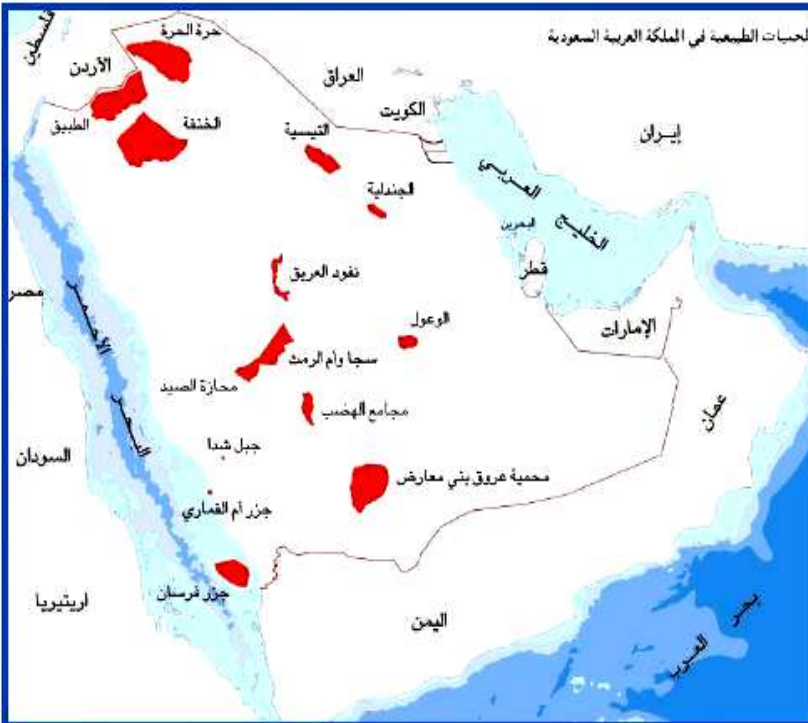 المحميات الطبيعية في المملكة العربية السعودية
فلسطين
حرة الحرة
الأردن
العراق
الكويت
إيران
الطبيق
الخنفة
التيسية
الجندلية
الخليج العربي
البحرين
قطر
نفود العريق
مصر
البحر الأحمر
الوعول
الإمارات
سجا وأم الرمث
محازة الصيد
مجامع الهضب
عمان
جبل شدا
السودان
محمية عروق بني معارض
جزر أم القماري
جزر فرسان
اريتيريا
اليمن
بحر العرب